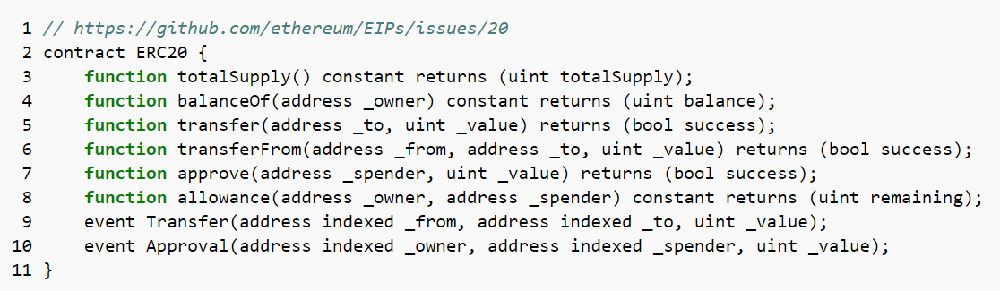 1 // https://github.com/ethereum/EIPs/issues/20
2 contract ERC20 {
3     function totalSupply() constant returns (uint totalSupply);
4     function balanceOf(address _owner) constant returns (uint balance);
5     function transfer(address _to, uint _value) returns (bool success);
6     function transferFrom(address _from, address _to, uint _value) returns (bool success);
7     function approve(address _spender, uint _value) returns (bool success);
8     function allowance(address _owner, address _spender) constant returns (uint remaining);
9     event Transfer(address indexed _from, address indexed _to, uint _value);
10     event Approval(address indexed _owner, address indexed _spender, uint _value);
11 }